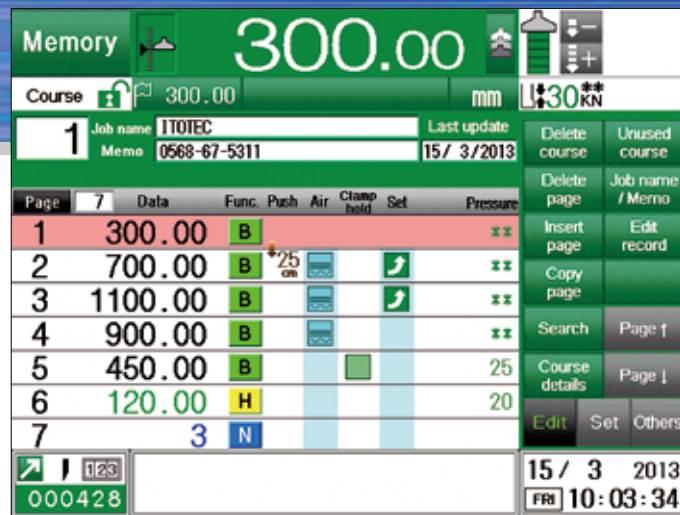 Memory 300.00
Course 300.00 mm 30** KN
1 Job name ITOTEC Last update
Memo 0568-67-5311 15/ 3/2013
Page 7 Data Func. Push Air Clamp hold Set Pressure
1 300.00 B **
2 700.00 B 25 cm **
3 1100.00 B **
4 900.00 B **
5 450.00 B 25
6 120.00 H 20
7 3 N
Delete course
Unused course
Delete page
Job name / Memo
Insert page
Edit record
Copy page
Search
Page ↑
Course details
Page ↓
Edit Set Others
123
000428
15/ 3 2013
FRI 10:03:34